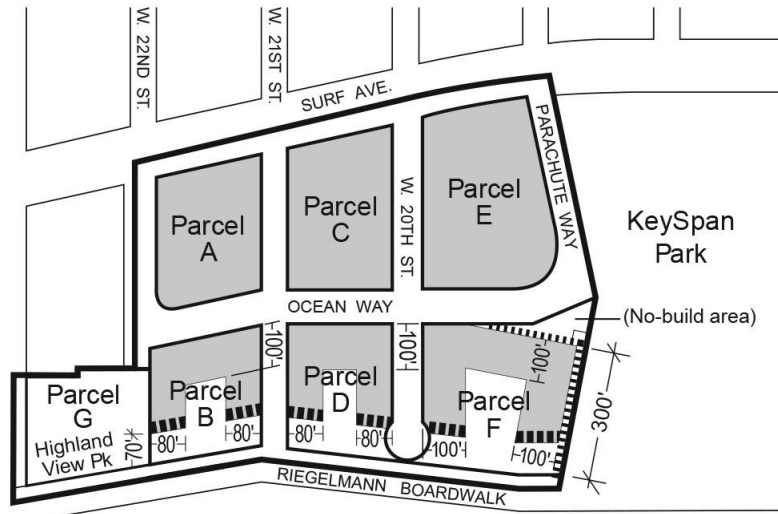 W. 22ND ST.
W. 21ST ST.
SURF AVE.
PARACHUTE WAY
Parcel
A
Parcel
C
W. 20TH ST.
Parcel
E
KeySpan
Park
OCEAN WAY
(No-build area)
100'
100'
100'
300'
Parcel
G
Highland
View Pk
70'
Parcel
B
80'
80'
Parcel
D
80'
80'
Parcel
F
100'
100'
RIEGELMANN BOARDWALK